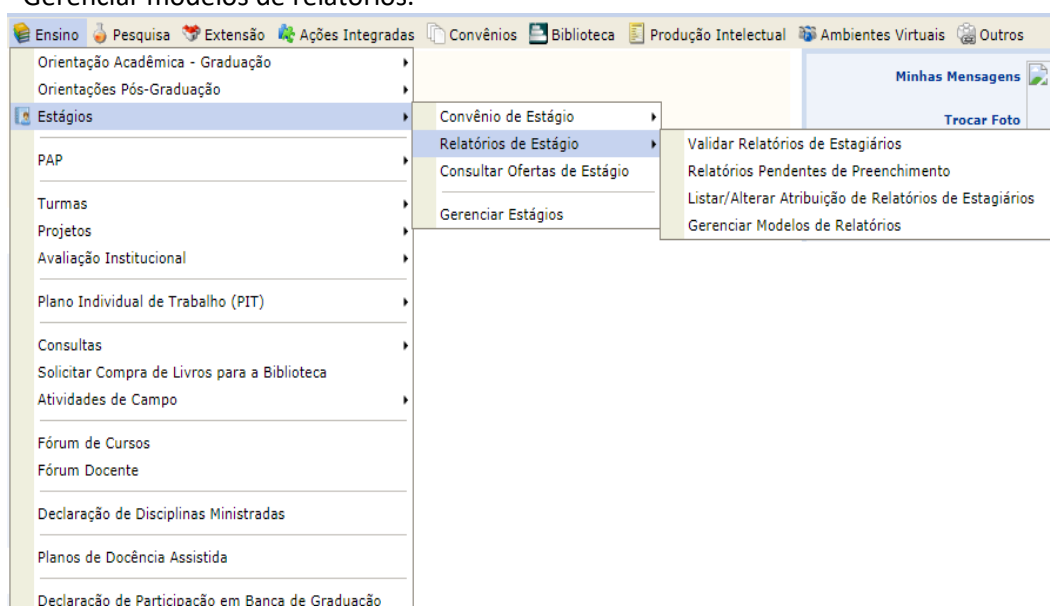 Gerenciar modelos de relatórios.
Ensino Pesquisa Extensão Ações Integradas Convênios Biblioteca Produção Intelectual Ambientes Virtuais Outros
Minhas Mensagens
Trocar Foto
Orientação Acadêmica - Graduação
Orientações Pós-Graduação
Estágios
PAP
Turmas
Projetos
Avaliação Institucional
Plano Individual de Trabalho (PIT)
Consultas
Solicitar Compra de Livros para a Biblioteca
Atividades de Campo
Fórum de Cursos
Fórum Docente
Declaração de Disciplinas Ministradas
Planos de Docência Assistida
Declaração de Participação em Banca de Graduação
Convênio de Estágio
Relatórios de Estágio
Consultar Ofertas de Estágio
Gerenciar Estágios
Validar Relatórios de Estagiários
Relatórios Pendentes de Preenchimento
Listar/Alterar Atribuição de Relatórios de Estagiários
Gerenciar Modelos de Relatórios